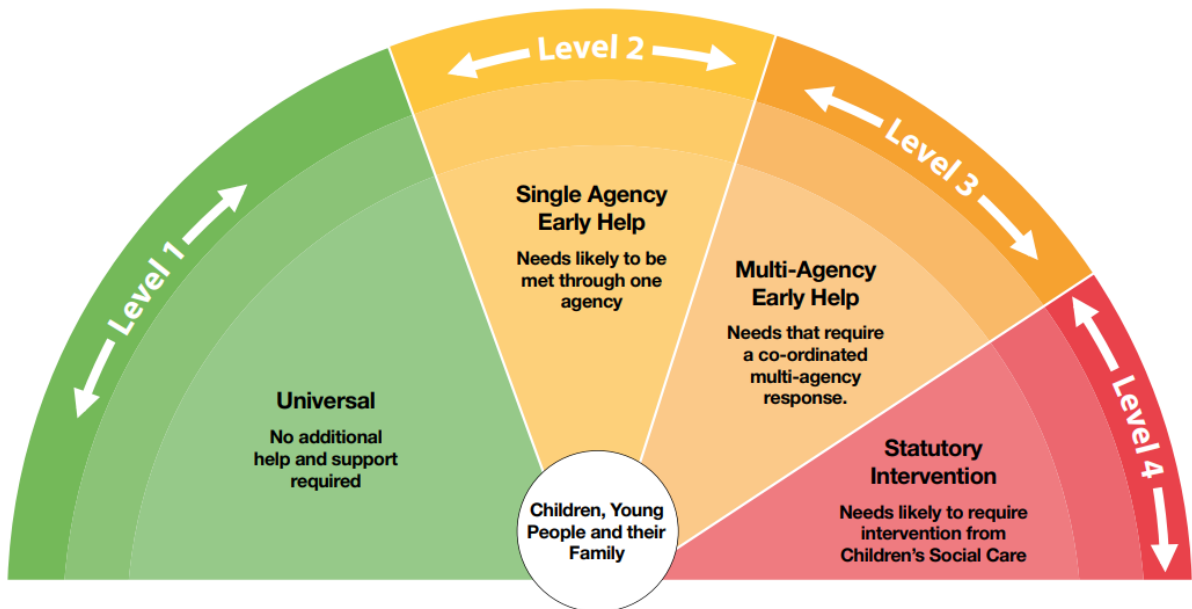 Level 1
Universal
No additional
help and support
required
Level 2
Single Agency
Early Help
Needs likely to be
met through one
agency
Level 3
Multi-Agency
Early Help
Needs that require
a co-ordinated
multi-agency
response.
Level 4
Statutory
Intervention
Needs likely to require
intervention from
Children’s Social Care
Children, Young
People and their
Family